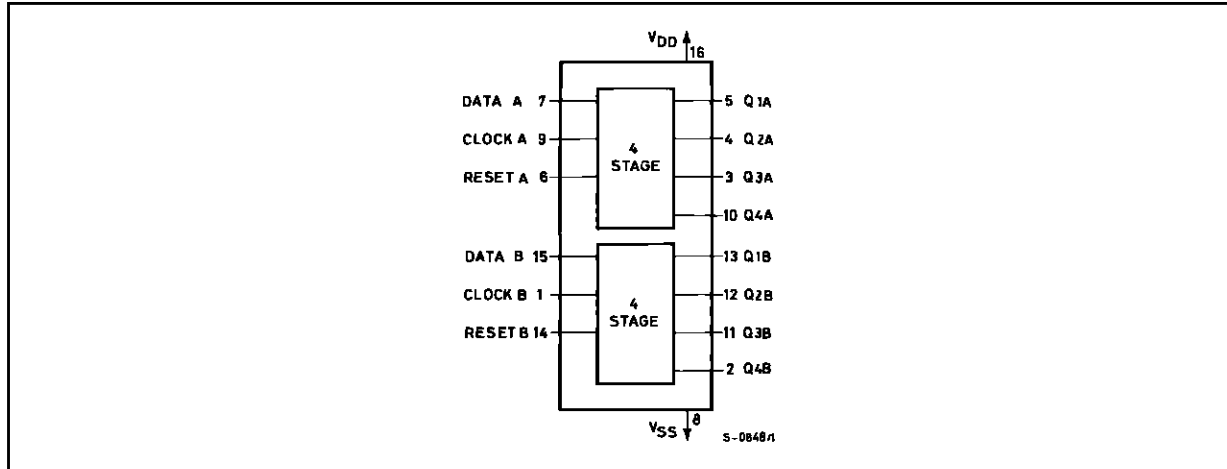 VDD
16
DATA A 7
5 Q1A
CLOCK A 9
4 Q2A
4
STAGE
RESET A 6
3 Q3A
10 Q4A
DATA B 15
13 Q1B
CLOCK B 1
12 Q2B
4
STAGE
RESET B 14
11 Q3B
2 Q4B
VSS
8
S-0848/1